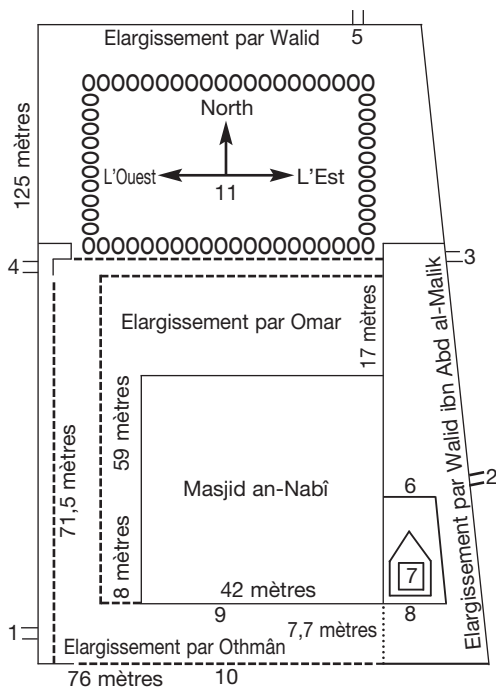 Elargissement par Walid
5
North
L'Ouest
L'Est
11
125 mètres
4
3
Elargissement par Omar
17 mètres
Elargissement par Walid ibn Abd al-Malik
59 mètres
71,5 mètres
Masjid an-Nabî
2
6
7
8 mètres
42 mètres
8
9
7,7 mètres
1
Elargissement par Othmân
76 mètres
10